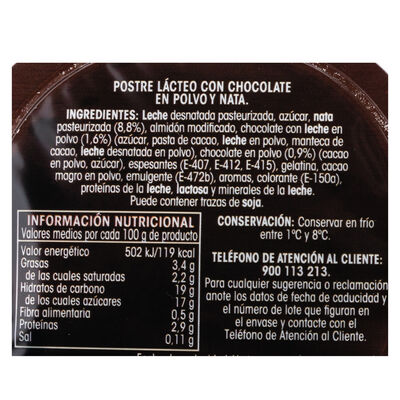 POSTRE LÁCTEO CON CHOCOLATE
EN POLVO Y NATA.
INGREDIENTES: Leche desnatada pasteurizada, azúcar, nata
pasteurizada (8,8%), almidón modificado, chocolate con leche en
polvo (1,6%) (azúcar, pasta de cacao, leche en polvo, manteca de
cacao, leche desnatada en polvo), chocolate en polvo (0,9%) (cacao
en polvo, azúcar), espesantes (E-407, E-412, E-415), gelatina, cacao
magro en polvo, emulgente (E-472b), aromas, colorante (E-150a),
proteínas de la leche, lactosa y minerales de la leche.
Puede contener trazas de soja.
INFORMACIÓN NUTRICIONAL
Valores medios por cada 100 g de producto
Valor energético 502 kJ/119 kcal
Grasas 3,4 g
de las cuales saturadas 2,2 g
Hidratos de carbono 19 g
de los cuales azúcares 17 g
Fibra alimentaria 0,5 g
Proteínas 2,9 g
Sal 0,11 g
CONSERVACIÓN: Conservar en frío
entre 1ºC y 8ºC.
TELÉFONO DE ATENCIÓN AL CLIENTE:
900 113 213.
Para cualquier sugerencia o reclamación
anote los datos de fecha de caducidad y
el número de lote que figuran en
el envase y contacte con el
Teléfono de Atención al Cliente.